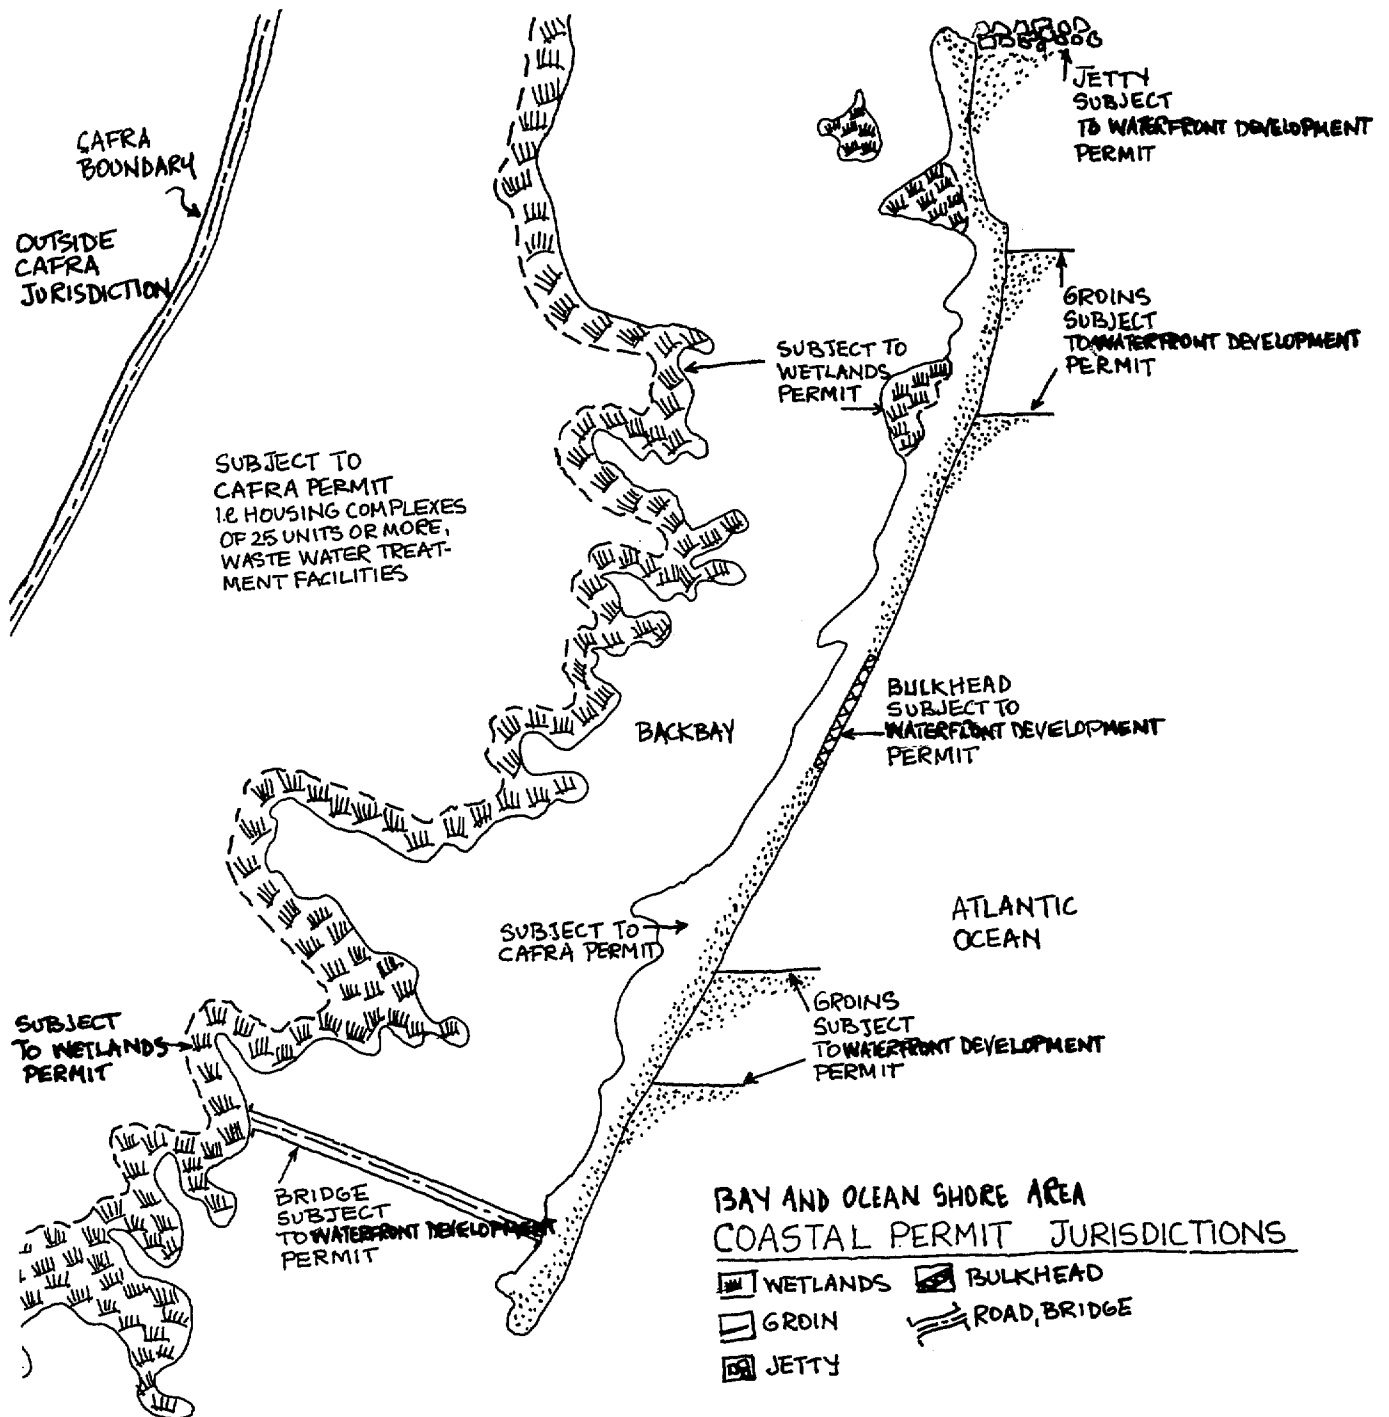 JETTY
SUBJECT
TO WATERFRONT DEVELOPMENT
PERMIT
CAFRA
BOUNDARY
OUTSIDE
CAFRA
JURISDICTION
GROINS
SUBJECT
TO WATERFRONT DEVELOPMENT
PERMIT
SUBJECT TO
WETLANDS
PERMIT
SUBJECT TO
CAFRA PERMIT
I.E HOUSING COMPLEXES
OF 25 UNITS OR MORE,
WASTE WATER TREAT-
MENT FACILITIES
BULKHEAD
SUBJECT TO
WATERFRONT DEVELOPMENT
PERMIT
BACKBAY
SUBJECT TO
CAFRA PERMIT
ATLANTIC
OCEAN
GROINS
SUBJECT
TO WATERFRONT DEVELOPMENT
PERMIT
SUBJECT
TO WETLANDS
PERMIT
BRIDGE
SUBJECT
TO WATERFRONT DEVELOPMENT
PERMIT
BAY AND OCEAN SHORE AREA
COASTAL PERMIT JURISDICTIONS
WETLANDS
BULKHEAD
GROIN
ROAD, BRIDGE
JETTY